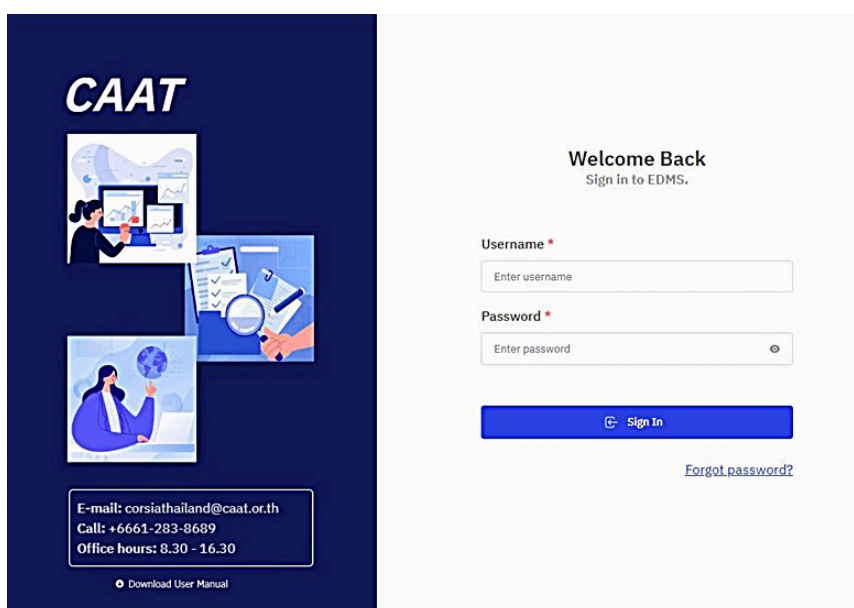 CAAT
E-mail: corsiathailand@caat.or.th
Call: +6661-283-8689
Office hours: 8.30 - 16.30
Download User Manual
Welcome Back
Sign in to EDMS.
Username *
Enter username
Password *
Enter password
Sign In
Forgot password?